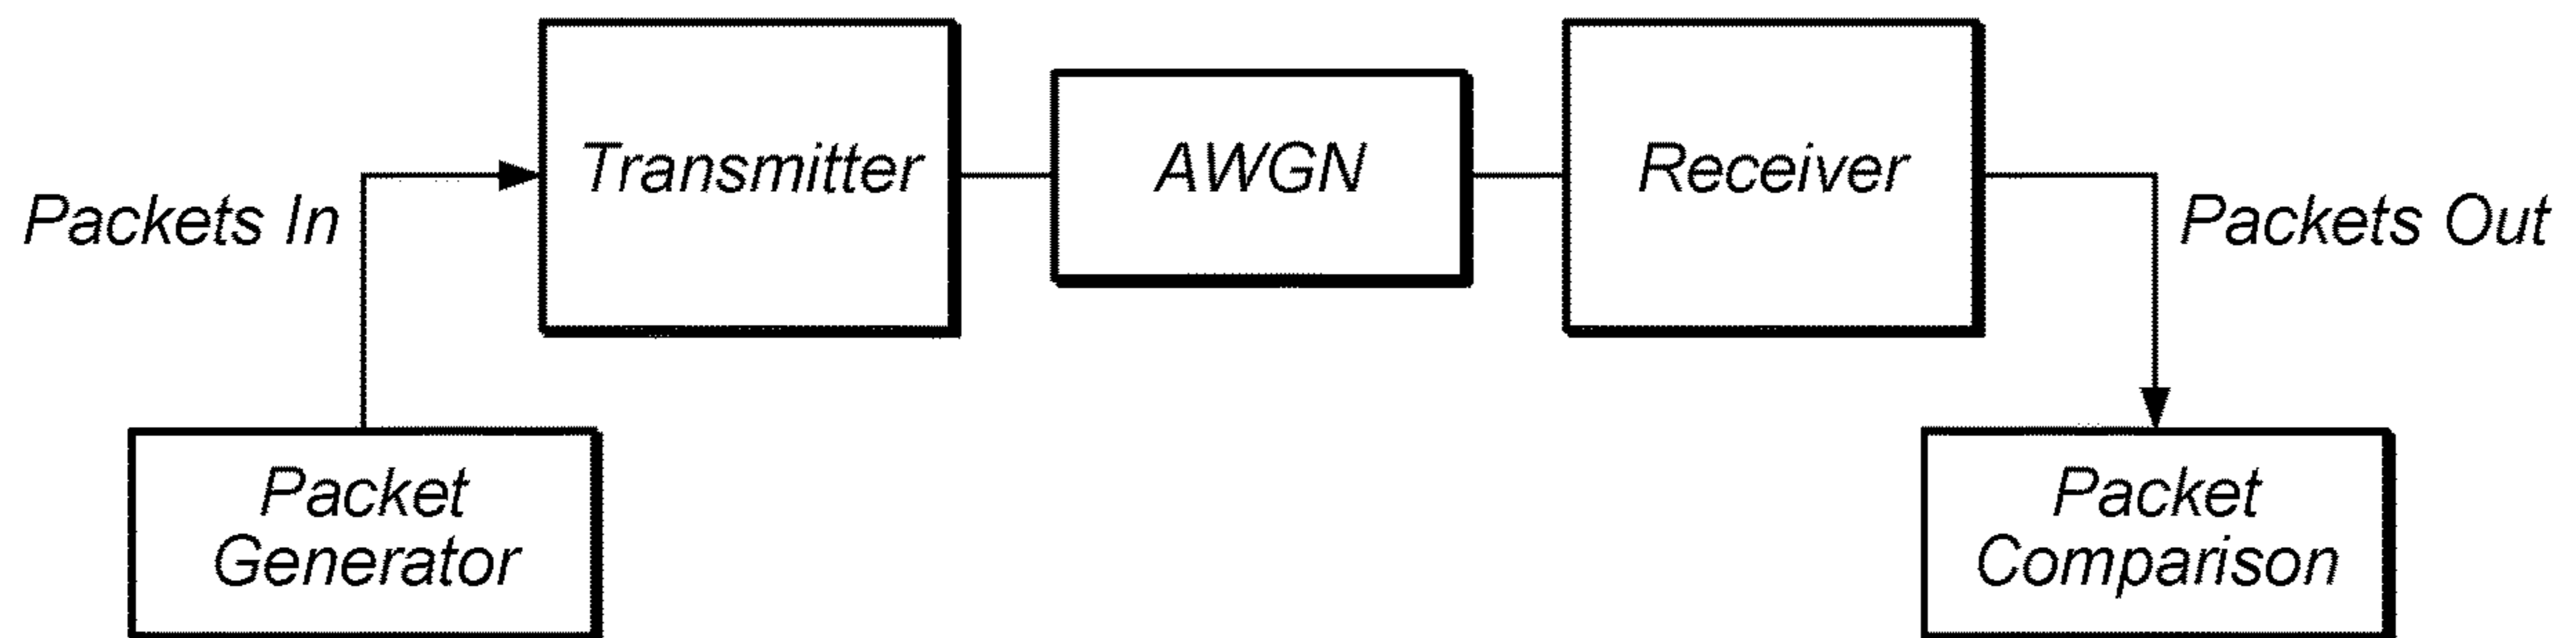 Transmitter
AWGN
Receiver
Packets In
Packets Out
Packet
Generator
Packet
Comparison